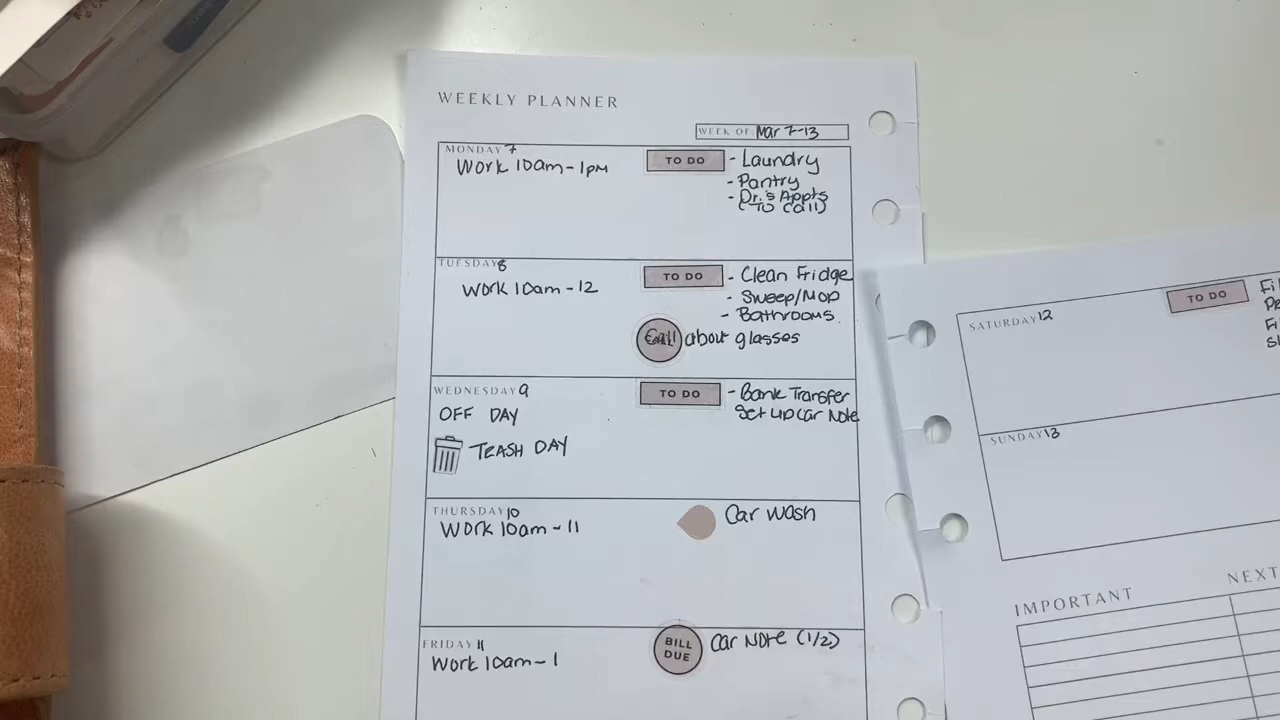 WEEKLY PLANNER
WEEK OF: Mar 7-13
MONDAY 7
Work 10am-1pm
TO DO
- Laundry
- Pantry
- Dr.'s Appts
(To Call)
TUESDAY 8
Work 10am-12
TO DO
- Clean Fridge
- Sweep/Mop
- Bathrooms
Call about glasses
WEDNESDAY 9
OFF DAY
TRASH DAY
TO DO
- Bank Transfer
Set up Car Note
THURSDAY 10
Work 10am-11
Car wash
FRIDAY 11
Work 10am-1
BILL
DUE
Car Note (1/2)
SATURDAY 12
TO DO
SUNDAY 13
IMPORTANT
NEXT